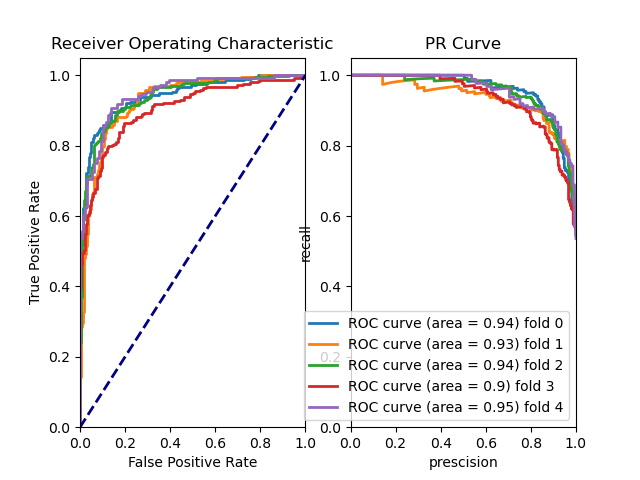 Receiver Operating Characteristic
PR Curve
1.0
0.8
0.6
0.4
0.2
0.0
True Positive Rate
0.0 0.2 0.4 0.6 0.8 1.0
False Positive Rate
1.0
0.8
0.6
0.4
0.2
0.0
recall
0.0 0.2 0.4 0.6 0.8 1.0
prescision
ROC curve (area = 0.94) fold 0
ROC curve (area = 0.93) fold 1
ROC curve (area = 0.94) fold 2
ROC curve (area = 0.9) fold 3
ROC curve (area = 0.95) fold 4